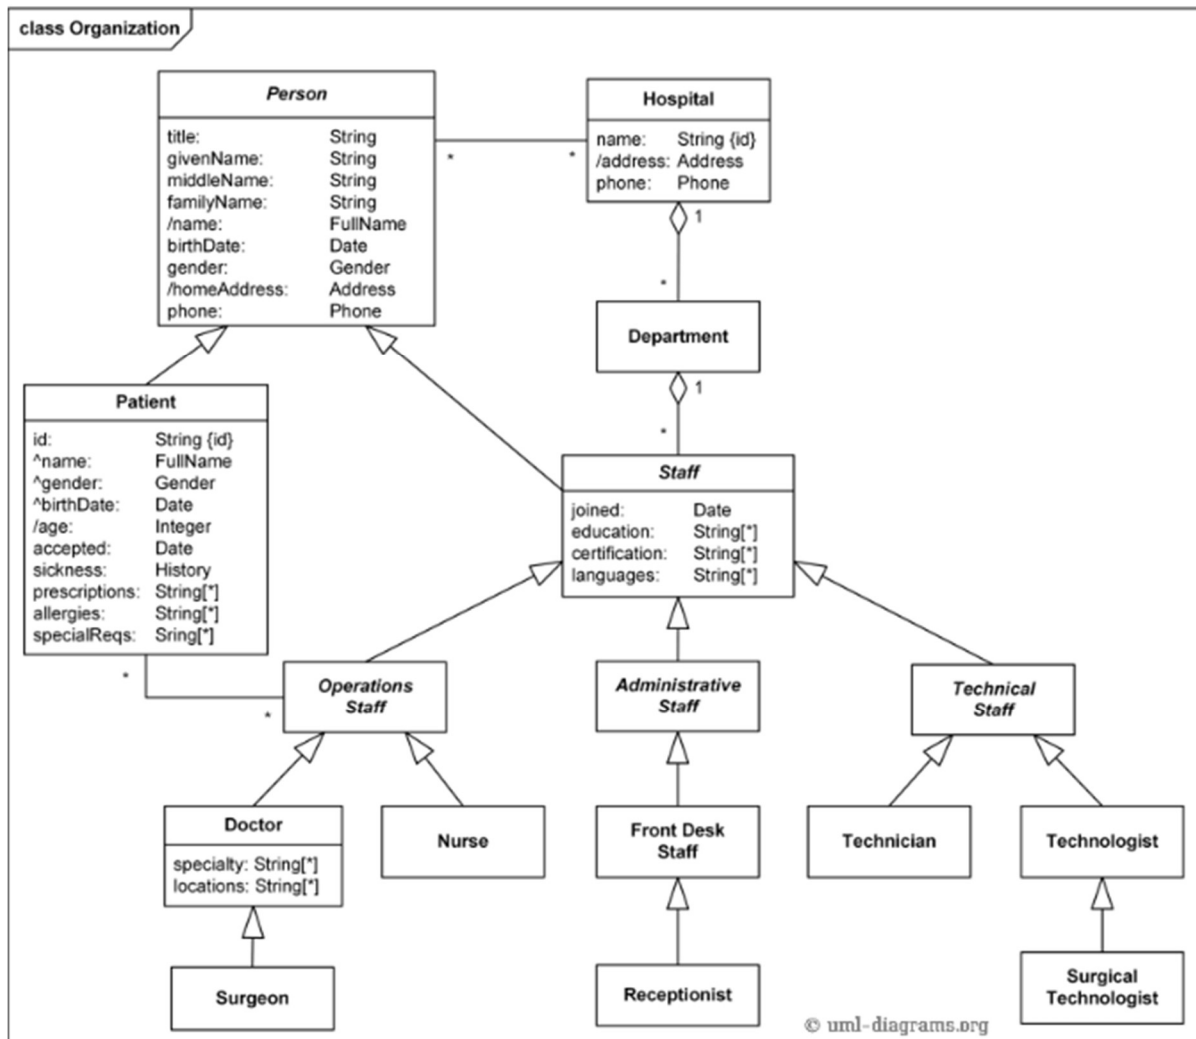 class Organization
Person
title: String
givenName: String
middleName: String
familyName: String
/name: FullName
birthDate: Date
gender: Gender
/homeAddress: Address
phone: Phone
Hospital
name: String {id}
/address: Address
phone: Phone
*
*
1
*
Department
1
*
Patient
id: String {id}
^name: FullName
^gender: Gender
^birthDate: Date
/age: Integer
accepted: Date
sickness: History
prescriptions: String[*]
allergies: String[*]
specialReqs: Sring[*]
Staff
joined: Date
education: String[*]
certification: String[*]
languages: String[*]
*
*
Operations
Staff
Administrative
Staff
Technical
Staff
Doctor
specialty: String[*]
locations: String[*]
Nurse
Front Desk
Staff
Technician
Technologist
Surgeon
Receptionist
Surgical
Technologist
© uml-diagrams.org